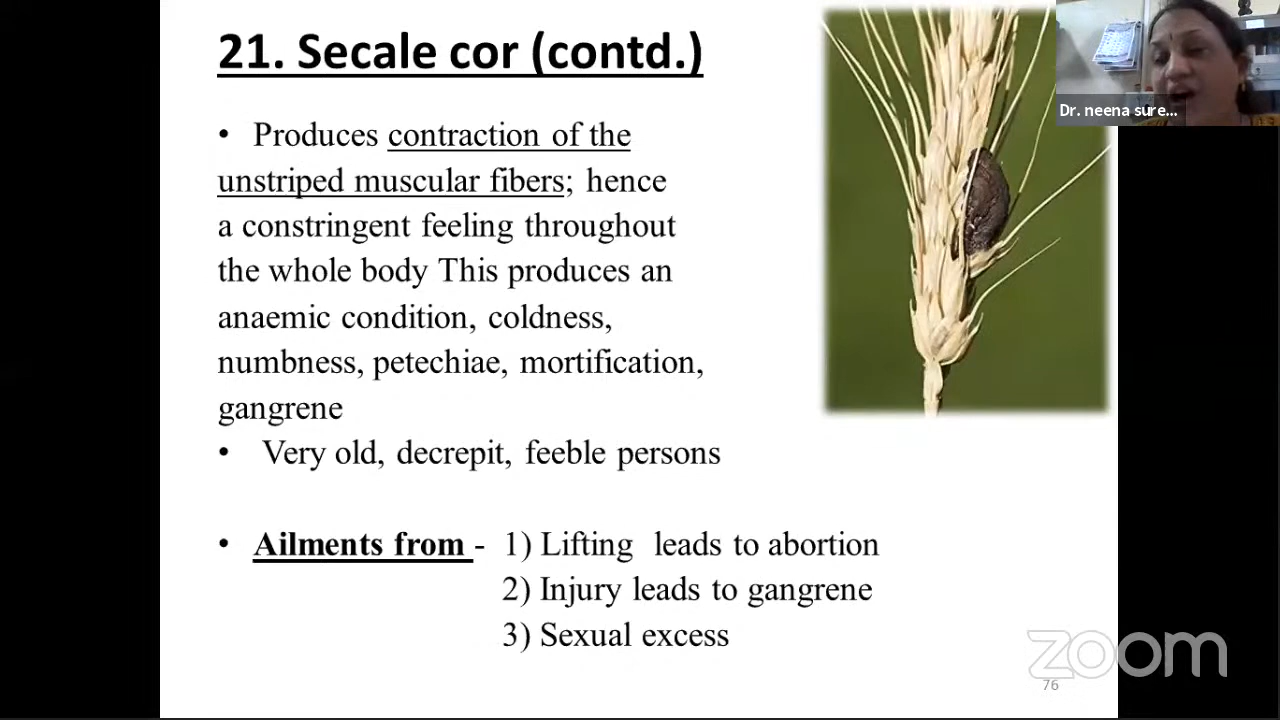 21. Secale cor (contd.)
• Produces contraction of the
unstriped muscular fibers; hence
a constringent feeling throughout
the whole body This produces an
anaemic condition, coldness,
numbness, petechiae, mortification,
gangrene
• Very old, decrepit, feeble persons
• Ailments from - 1) Lifting leads to abortion
2) Injury leads to gangrene
3) Sexual excess
Dr. neena sure...
zoom
76